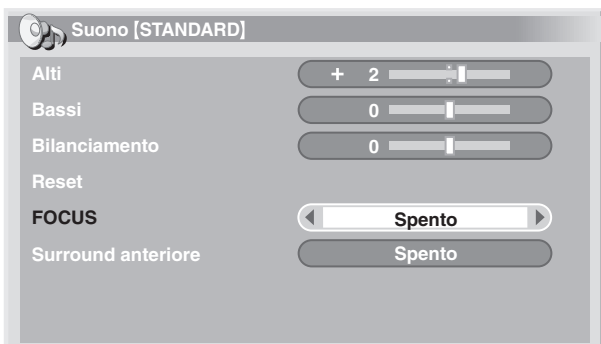 Suono [STANDARD]
Alti + 2
Bassi 0
Bilanciamento 0
Reset
FOCUS Spento
Surround anteriore Spento